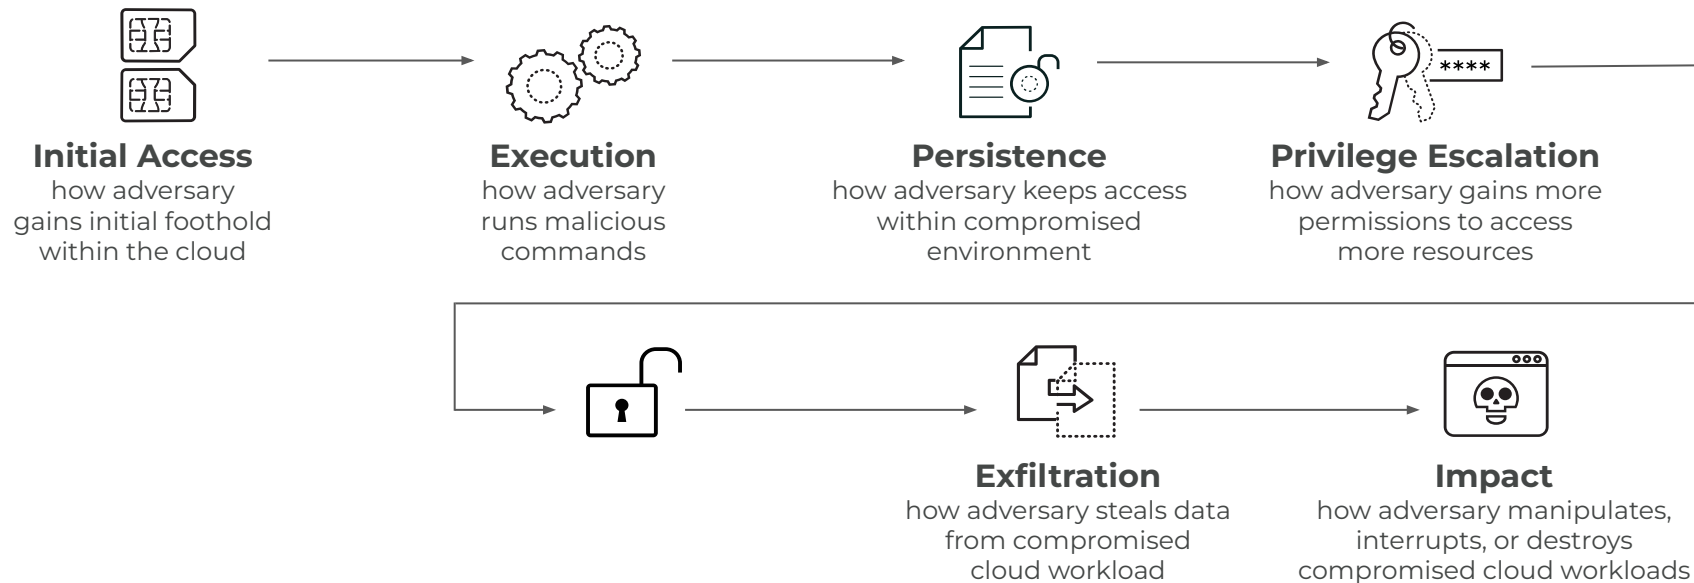 ****
Initial Access
how adversary
gains initial foothold
within the cloud
Execution
how adversary
runs malicious
commands
Persistence
how adversary keeps access
within compromised
environment
Privilege Escalation
how adversary gains more
permissions to access
more resources
Exfiltration
how adversary steals data
from compromised
cloud workload
Impact
how adversary manipulates,
interrupts, or destroys
compromised cloud workloads